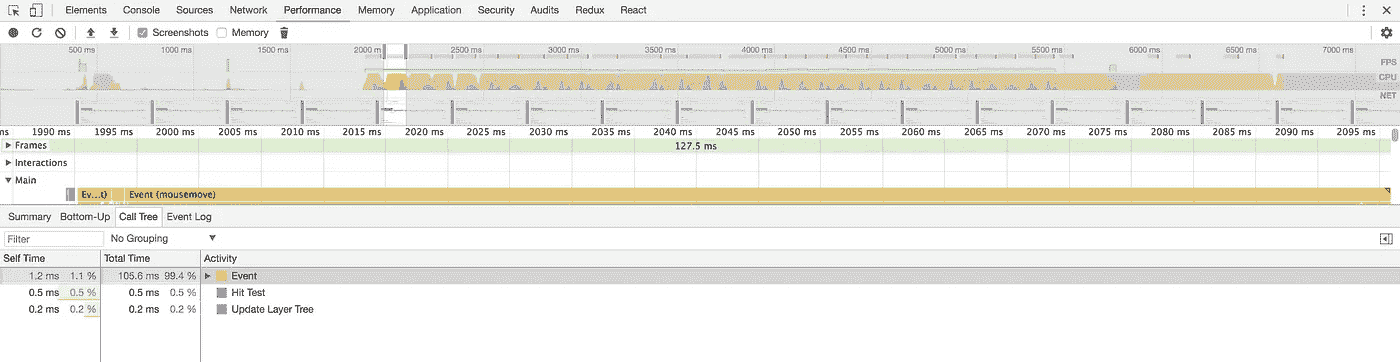 Elements Console Sources Network Performance Memory Application Security Audits Redux React
Screenshots Memory
500 ms 1000 ms 1500 ms 2000 m 2500 ms 3000 ms 3500 ms 4000 ms 4500 ms 5000 ms 5500 ms 6000 ms 6500 ms 7000 ms
FPS
CPU
NET
ms 1990 ms 1995 ms 2000 ms 2005 ms 2010 ms 2015 ms 2020 ms 2025 ms 2030 ms 2035 ms 2040 ms 2045 ms 2050 ms 2055 ms 2060 ms 2065 ms 2070 ms 2075 ms 2080 ms 2085 ms 2090 ms 2095 ms
Frames 127.5 ms
Interactions
Main
Ev...t) Event (mousemove)
Summary Bottom-Up Call Tree Event Log
Filter No Grouping
Self Time Total Time Activity
1.2 ms 1.1 % 105.6 ms 99.4 % Event
0.5 ms 0.5 % 0.5 ms 0.5 % Hit Test
0.2 ms 0.2 % 0.2 ms 0.2 % Update Layer Tree